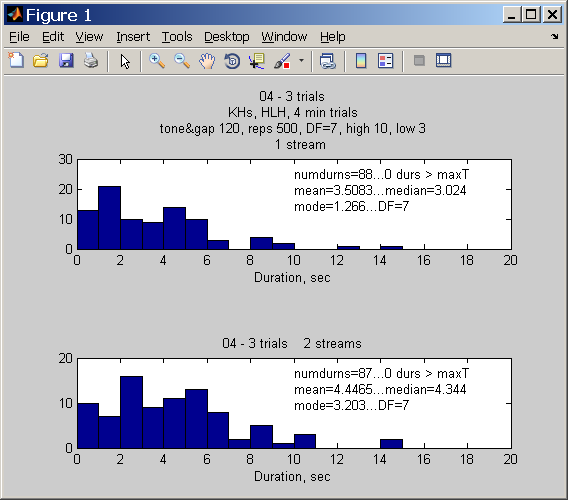 Figure 1
File Edit View Insert Tools Desktop Window Help
04 - 3 trials
KHs, HLH, 4 min trials
tone&gap 120, reps 500, DF=7, high 10, low 3
1 stream
30
20
10
0
numdurns=88...0 durs > maxT
mean=3.5083...median=3.024
mode=1.266...DF=7
0 2 4 6 8 10 12 14 16 18 20
Duration, sec
04 - 3 trials 2 streams
20
10
0
numdurns=87...0 durs > maxT
mean=4.4465...median=4.344
mode=3.203...DF=7
0 2 4 6 8 10 12 14 16 18 20
Duration, sec